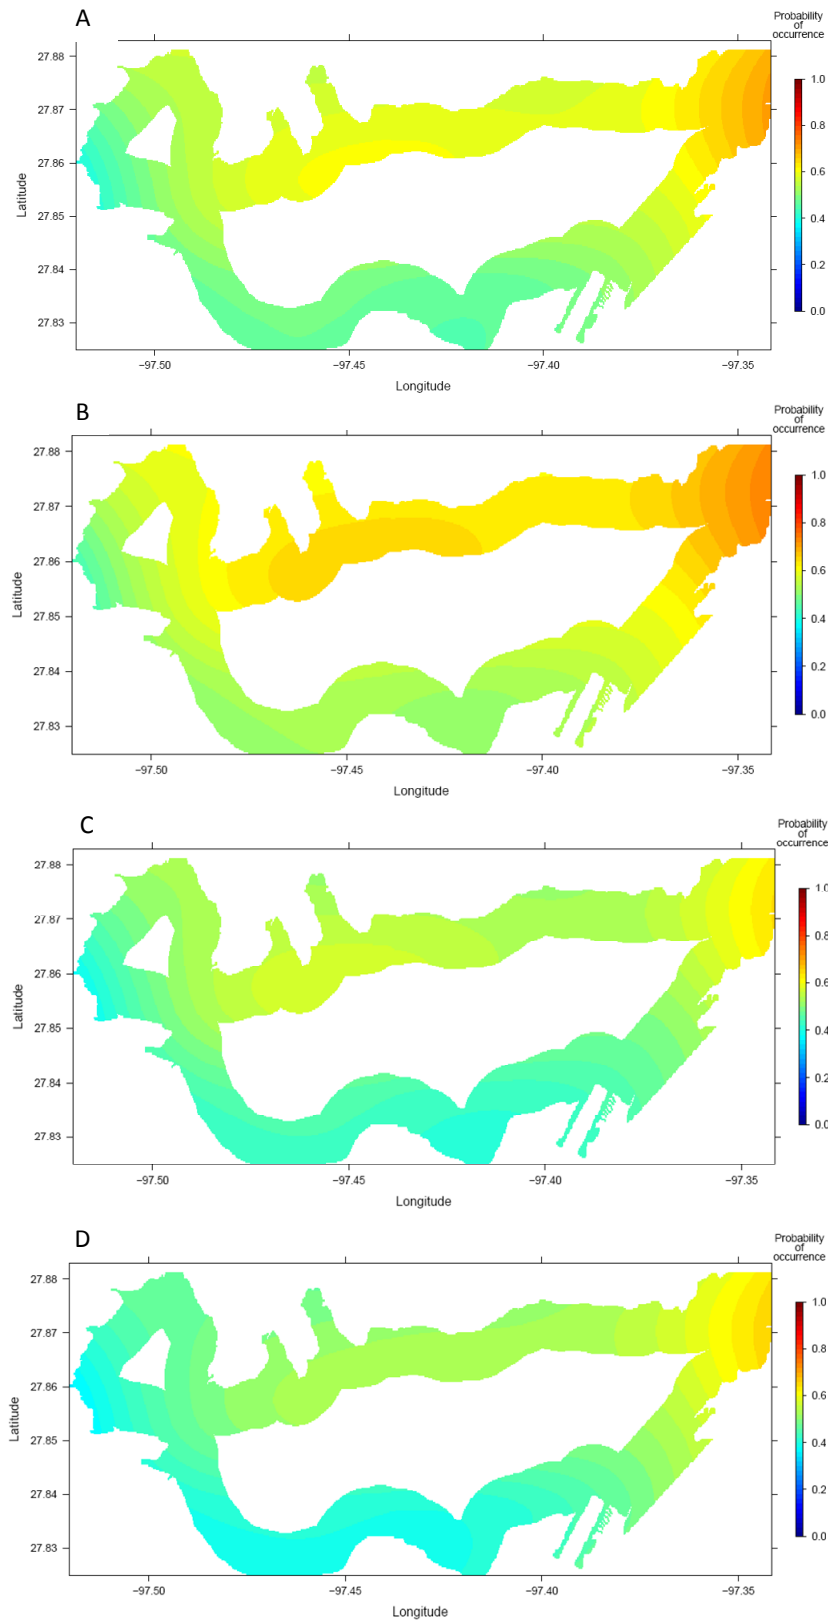 A
Probability
of
occurrence
27.88
27.87
27.86
27.85
27.84
27.83
Latitude
−97.50
−97.45
−97.40
−97.35
Longitude
1.0
0.8
0.6
0.4
0.2
0.0
B
Probability
of
occurrence
27.88
27.87
27.86
27.85
27.84
27.83
Latitude
−97.50
−97.45
−97.40
−97.35
Longitude
1.0
0.8
0.6
0.4
0.2
0.0
C
Probability
of
occurrence
27.88
27.87
27.86
27.85
27.84
27.83
Latitude
−97.50
−97.45
−97.40
−97.35
Longitude
1.0
0.8
0.6
0.4
0.2
0.0
D
Probability
of
occurrence
27.88
27.87
27.86
27.85
27.84
27.83
Latitude
−97.50
−97.45
−97.40
−97.35
Longitude
1.0
0.8
0.6
0.4
0.2
0.0